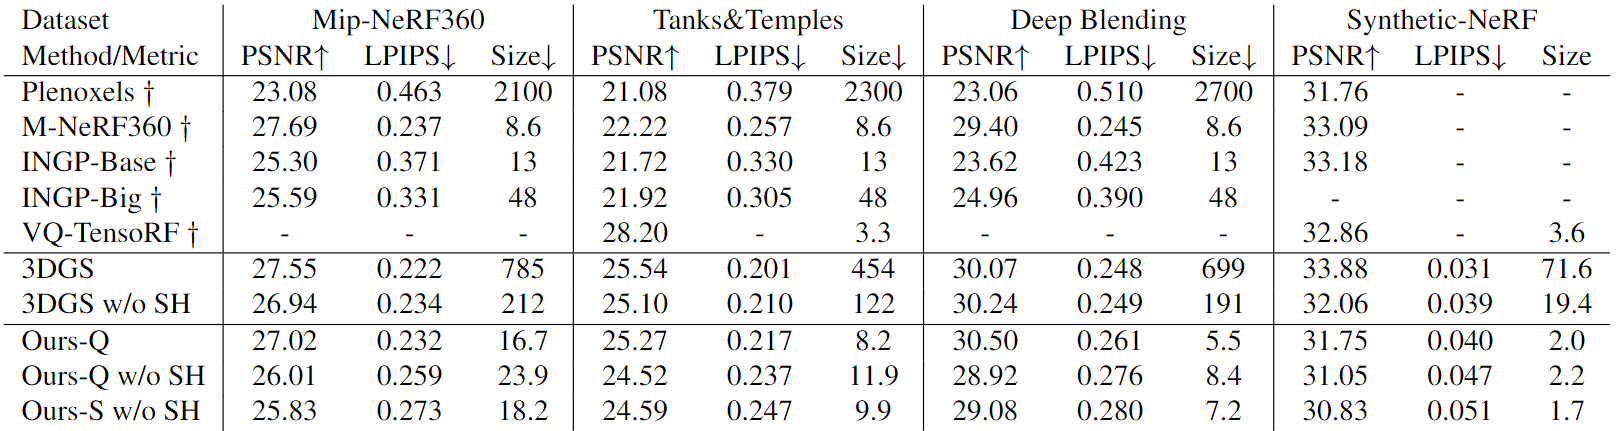 Dataset Mip-NeRF360 Tanks&Temples Deep Blending Synthetic-NeRF
Method/Metric PSNR↑ LPIPS↓ Size↓ PSNR↑ LPIPS↓ Size↓ PSNR↑ LPIPS↓ Size↓ PSNR↑ LPIPS↓ Size
Plenoxels † 23.08 0.463 2100 21.08 0.379 2300 23.06 0.510 2700 31.76 - -
M-NeRF360 † 27.69 0.237 8.6 22.22 0.257 8.6 29.40 0.245 8.6 33.09 - -
INGP-Base † 25.30 0.371 13 21.72 0.330 13 23.62 0.423 13 33.18 - -
INGP-Big † 25.59 0.331 48 21.92 0.305 48 24.96 0.390 48 - - -
VQ-TensoRF † - - - 28.20 - 3.3 - - - 32.86 - 3.6
3DGS 27.55 0.222 785 25.54 0.201 454 30.07 0.248 699 33.88 0.031 71.6
3DGS w/o SH 26.94 0.234 212 25.10 0.210 122 30.24 0.249 191 32.06 0.039 19.4
Ours-Q 27.02 0.232 16.7 25.27 0.217 8.2 30.50 0.261 5.5 31.75 0.040 2.0
Ours-Q w/o SH 26.01 0.259 23.9 24.52 0.237 11.9 28.92 0.276 8.4 31.05 0.047 2.2
Ours-S w/o SH 25.83 0.273 18.2 24.59 0.247 9.9 29.08 0.280 7.2 30.83 0.051 1.7